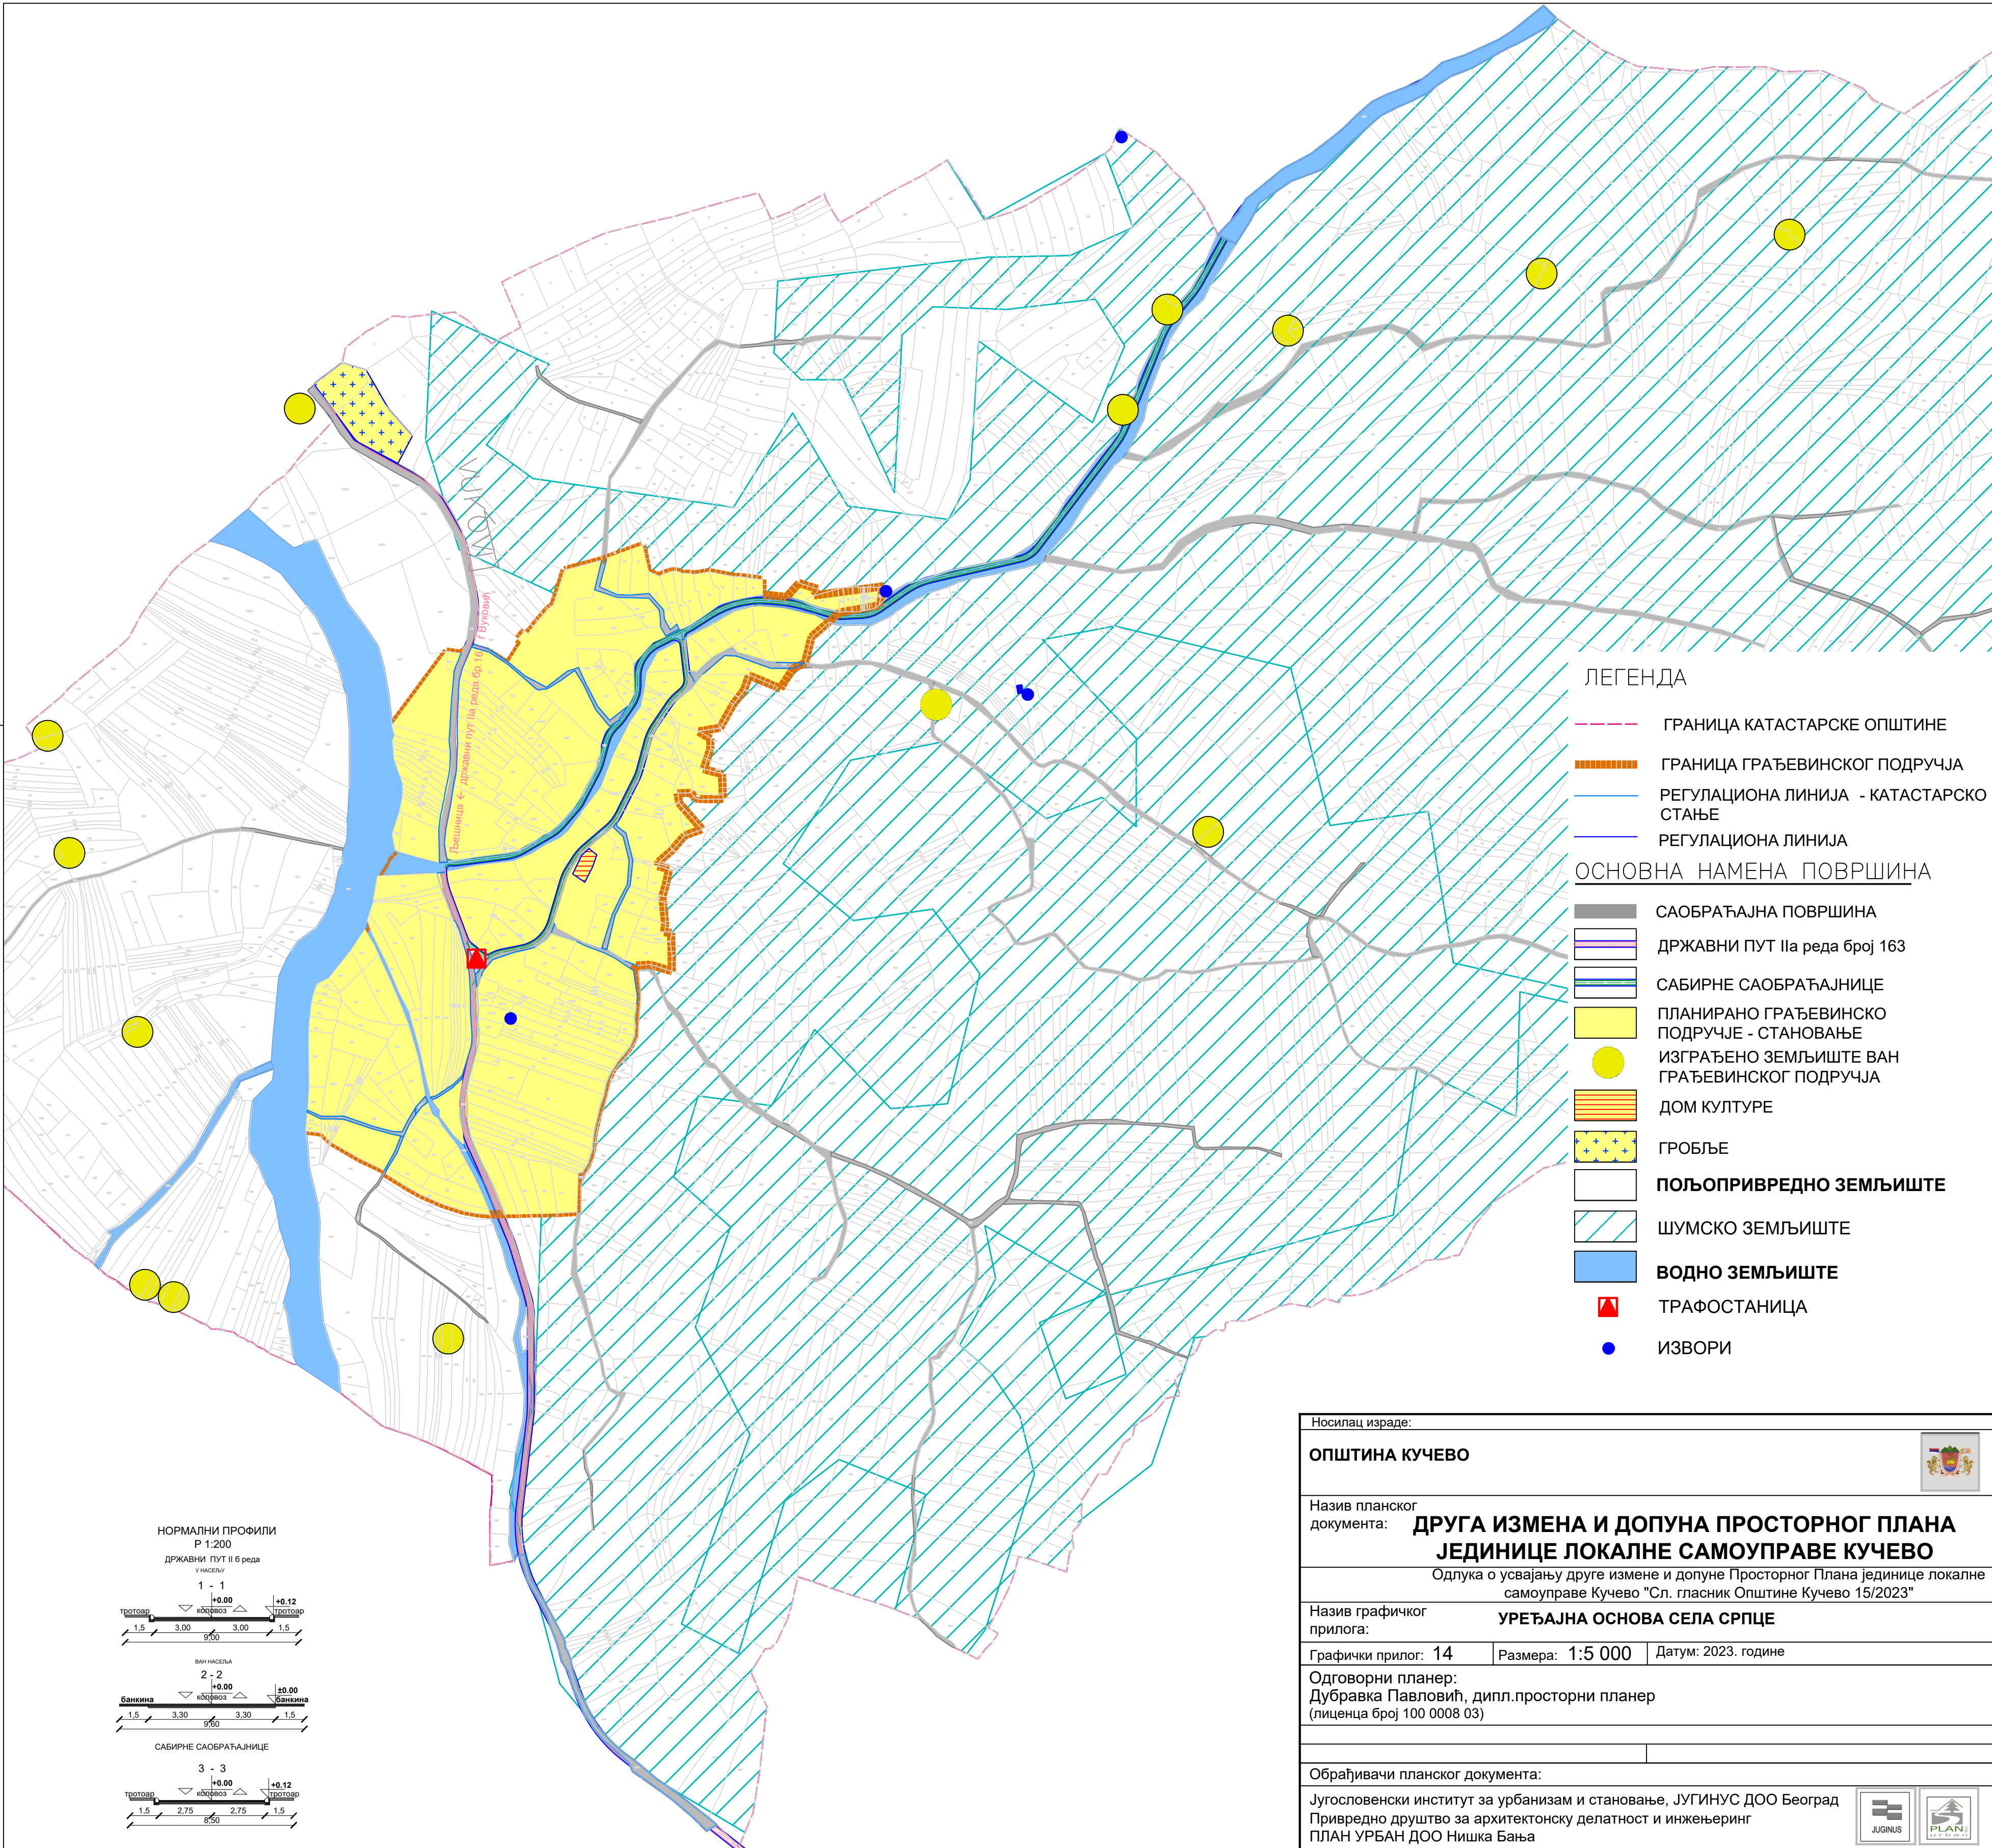 VUKOVI
Љешница ← државни пут IIа реда бр.163
г Вуковић
ЛЕГЕНДА
ГРАНИЦА КАТАСТАРСКЕ ОПШТИНЕ
ГРАНИЦА ГРАЂЕВИНСКОГ ПОДРУЧЈА
РЕГУЛАЦИОНА ЛИНИЈА - КАТАСТАРСКО
СТАЊЕ
РЕГУЛАЦИОНА ЛИНИЈА
ОСНОВНА НАМЕНА ПОВРШИНА
САОБРАЋАЈНА ПОВРШИНА
ДРЖАВНИ ПУТ IIа реда број 163
САБИРНЕ САОБРАЋАЈНИЦЕ
ПЛАНИРАНО ГРАЂЕВИНСКО
ПОДРУЧЈЕ - СТАНОВАЊЕ
ИЗГРАЂЕНО ЗЕМЉИШТЕ ВАН
ГРАЂЕВИНСКОГ ПОДРУЧЈА
ДОМ КУЛТУРЕ
ГРОБЉЕ
ПОЉОПРИВРЕДНО ЗЕМЉИШТЕ
ШУМСКО ЗЕМЉИШТЕ
ВОДНО ЗЕМЉИШТЕ
ТРАФОСТАНИЦА
ИЗВОРИ
НОРМАЛНИ ПРОФИЛИ
Р 1:200
ДРЖАВНИ ПУТ II б реда
У НАСЕЉУ
1 - 1
+0.00 +0.12
тротоар коловоз тротоар
1,5 3,00 3,00 1,5
9,00
ВАН НАСЕЉА
2 - 2
+0.00 ±0.00
банкина коловоз банкина
1,5 3,30 3,30 1,5
9,60
САБИРНЕ САОБРАЋАЈНИЦЕ
3 - 3
+0.00 +0.12
тротоар коловоз тротоар
1,5 2,75 2,75 1,5
8,50
Носилац израде:
ОПШТИНА КУЧЕВО
Назив планског
документа: ДРУГА ИЗМЕНА И ДОПУНА ПРОСТОРНОГ ПЛАНА
ЈЕДИНИЦЕ ЛОКАЛНЕ САМОУПРАВЕ КУЧЕВО
Одлука о усвајању друге измене и допуне Просторног Плана јединице локалне
самоуправе Кучево "Сл. гласник Општине Кучево 15/2023"
Назив графичког
прилога: УРЕЂАЈНА ОСНОВА СЕЛА СРПЦЕ
Графички прилог: 14 Размера: 1:5 000 Датум: 2023. године
Одговорни планер:
Дубравка Павловић, дипл.просторни планер
(лиценца број 100 0008 03)
Обрађивачи планског документа:
Југословенски институт за урбанизам и становање, ЈУГИНУС ДОО Београд
Привредно друштво за архитектонску делатност и инжењеринг
ПЛАН УРБАН ДОО Нишка Бања
JUGINUS
PLAN
urban